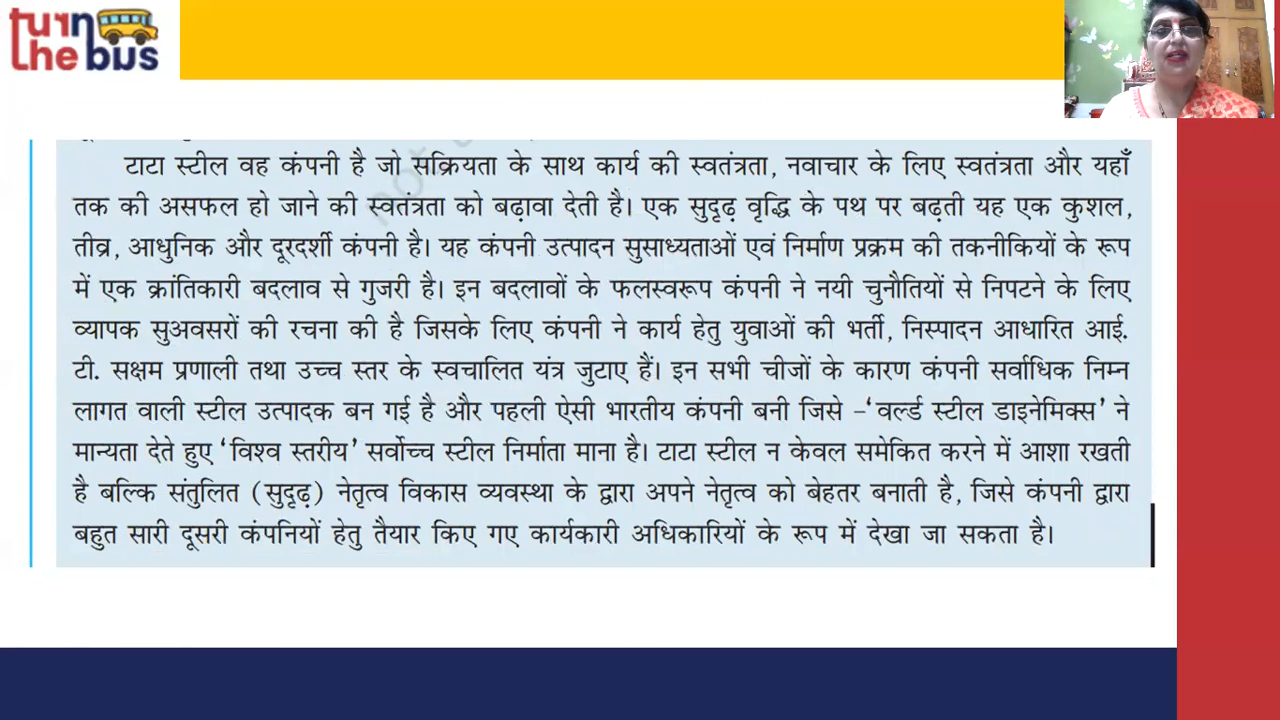 turn
the bus
टाटा स्टील वह कंपनी है जो सक्रियता के साथ कार्य की स्वतंत्रता, नवाचार के लिए स्वतंत्रता और यहाँ
तक की असफल हो जाने की स्वतंत्रता को बढ़ावा देती है। एक सुदृढ़ वृद्धि के पथ पर बढ़ती यह एक कुशल,
तीव्र, आधुनिक और दूरदर्शी कंपनी है। यह कंपनी उत्पादन सुसाध्यताओं एवं निर्माण प्रक्रम की तकनीकियों के रूप
में एक क्रांतिकारी बदलाव से गुजरी है। इन बदलावों के फलस्वरूप कंपनी ने नयी चुनौतियों से निपटने के लिए
व्यापक सुअवसरों की रचना की है जिसके लिए कंपनी ने कार्य हेतु युवाओं की भर्ती, निस्पादन आधारित आई.
टी. सक्षम प्रणाली तथा उच्च स्तर के स्वचालित यंत्र जुटाए हैं। इन सभी चीजों के कारण कंपनी सर्वाधिक निम्न
लागत वाली स्टील उत्पादक बन गई है और पहली ऐसी भारतीय कंपनी बनी जिसे –‘वर्ल्ड स्टील डाइनेमिक्स’ ने
मान्यता देते हुए ‘विश्व स्तरीय’ सर्वोच्च स्टील निर्माता माना है। टाटा स्टील न केवल समेकित करने में आशा रखती
है बल्कि संतुलित (सुदृढ़) नेतृत्व विकास व्यवस्था के द्वारा अपने नेतृत्व को बेहतर बनाती है, जिसे कंपनी द्वारा
बहुत सारी दूसरी कंपनियों हेतु तैयार किए गए कार्यकारी अधिकारियों के रूप में देखा जा सकता है।
not